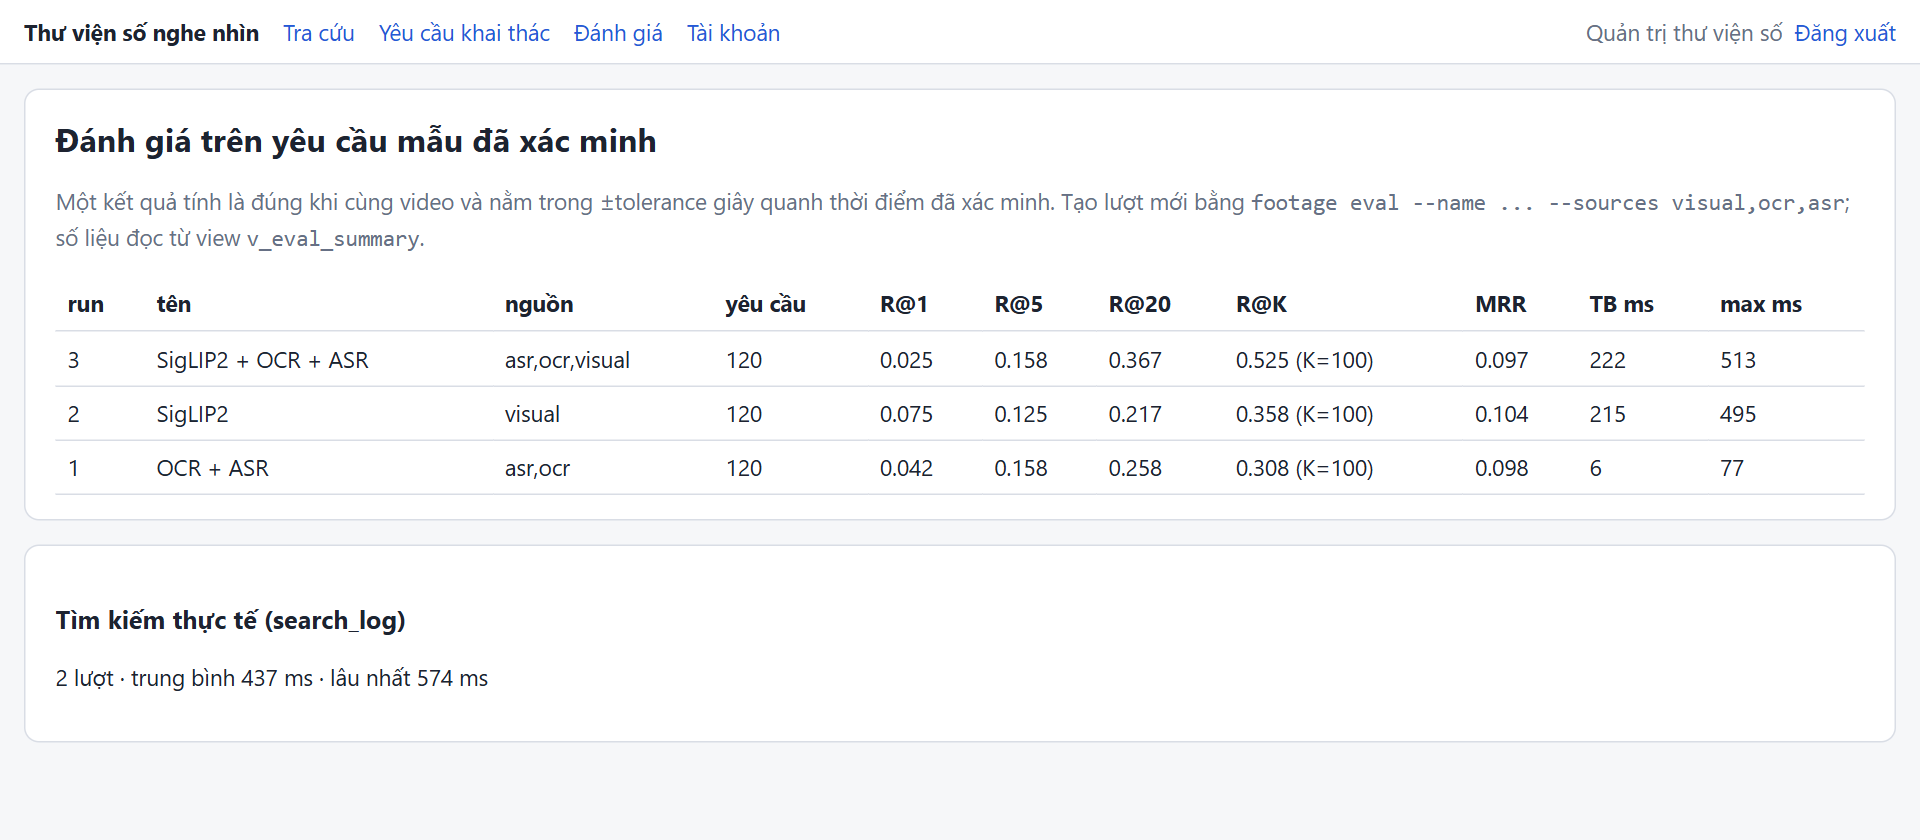 Thư viện số nghe nhìn Tra cứu Yêu cầu khai thác Đánh giá Tài khoản Quản trị thư viện số Đăng xuất
Đánh giá trên yêu cầu mẫu đã xác minh
Một kết quả tính là đúng khi cùng video và nằm trong ±tolerance giây quanh thời điểm đã xác minh. Tạo lượt mới bằng footage eval --name ... --sources visual,ocr,asr;
số liệu đọc từ view v_eval_summary.
run tên nguồn yêu cầu R@1 R@5 R@20 R@K MRR TB ms max ms
3 SigLIP2 + OCR + ASR asr,ocr,visual 120 0.025 0.158 0.367 0.525 (K=100) 0.097 222 513
2 SigLIP2 visual 120 0.075 0.125 0.217 0.358 (K=100) 0.104 215 495
1 OCR + ASR asr,ocr 120 0.042 0.158 0.258 0.308 (K=100) 0.098 6 77
Tìm kiếm thực tế (search_log)
2 lượt · trung bình 437 ms · lâu nhất 574 ms